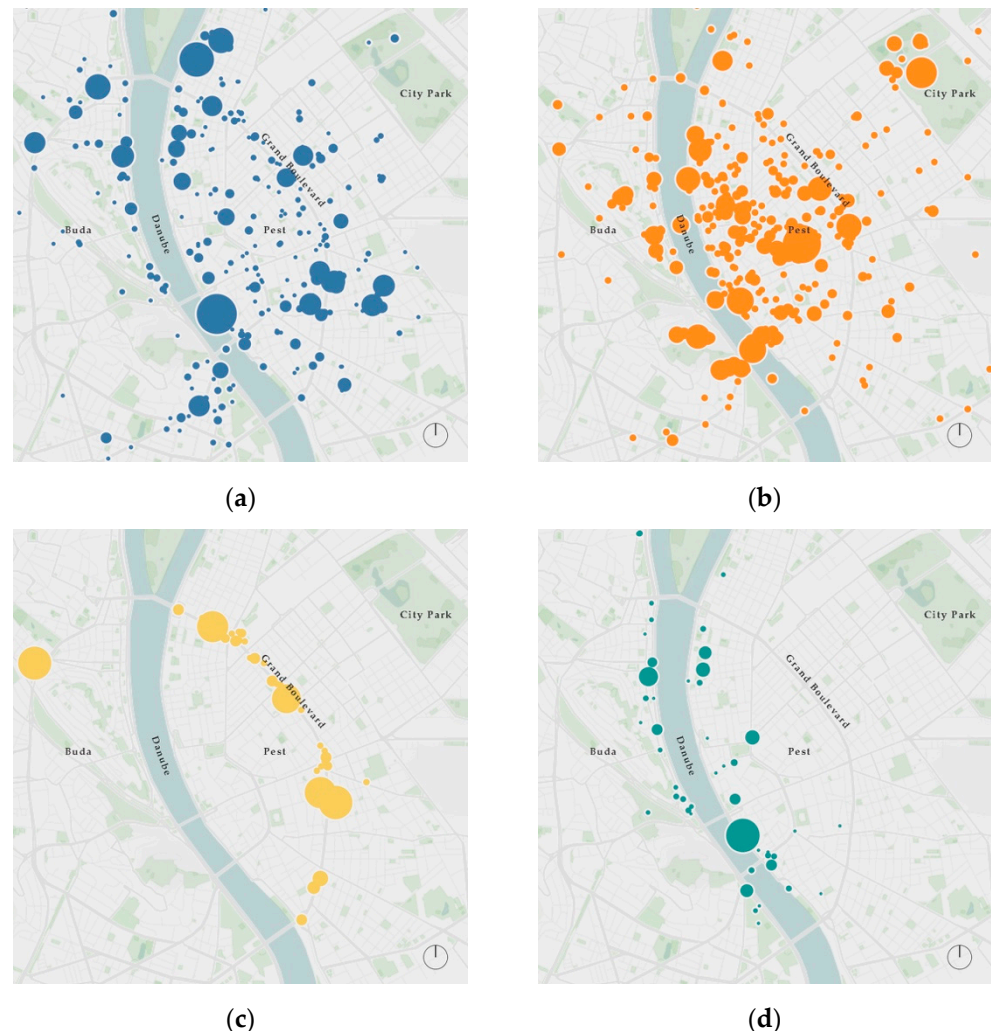 City Park
Grand Boulevard
Danube
Buda
Pest
City Park
Grand Boulevard
Danube
Buda
Pest
(a)
(b)
City Park
Grand Boulevard
Danube
Buda
Pest
City Park
Grand Boulevard
Danube
Buda
Pest
(c)
(d)